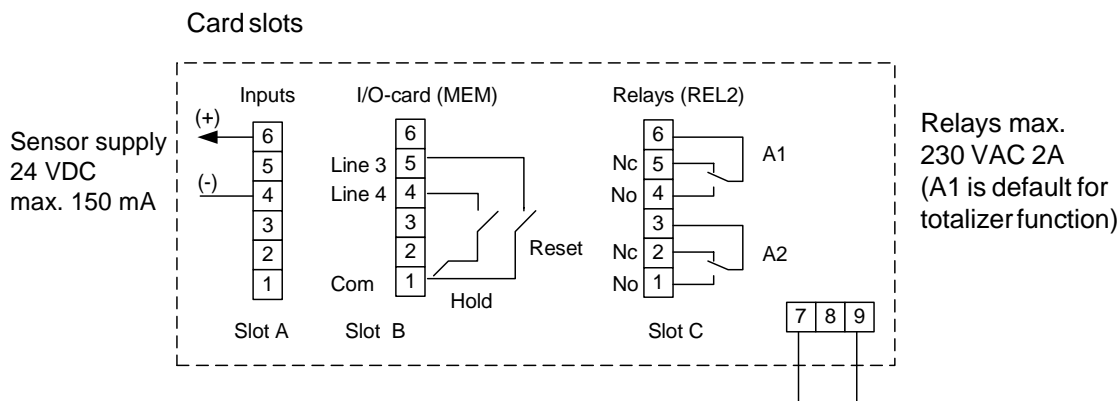 Card slots
Inputs
I/O-card (MEM)
Relays (REL2)
Sensor supply
24 VDC
max. 150 mA
(+)
(-)
6
5
4
3
2
1
Slot A
Line 3
Line 4
Com
6
5
4
3
2
1
Reset
Hold
Slot B
Nc
No
Nc
No
6
5
4
3
2
1
A1
A2
Slot C
7 8 9
Relays max.
230 VAC 2A
(A1 is default for
totalizer function)